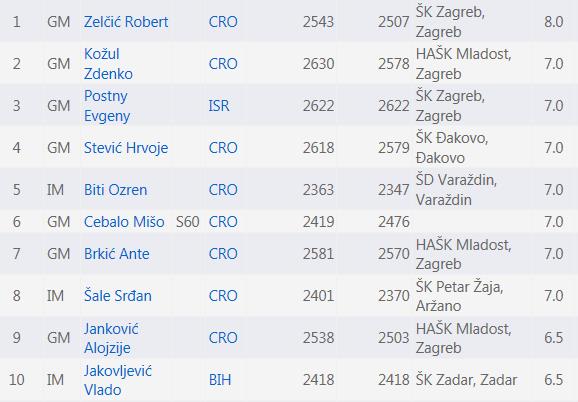 1 GM Zelčić Robert CRO 2543 2507 ŠK Zagreb, Zagreb 8.0
2 GM Kožul Zdenko CRO 2630 2578 HAŠK Mladost, Zagreb 7.0
3 GM Postny Evgeny ISR 2622 2622 ŠK Zagreb, Zagreb 7.0
4 GM Stević Hrvoje CRO 2618 2579 ŠK Đakovo, Đakovo 7.0
5 IM Biti Ozren CRO 2363 2347 ŠD Varaždin, Varaždin 7.0
6 GM Cebalo Mišo S60 CRO 2419 2476 7.0
7 GM Brkić Ante CRO 2581 2570 HAŠK Mladost, Zagreb 7.0
8 IM Šale Srđan CRO 2401 2370 ŠK Petar Žaja, Aržano 7.0
9 GM Janković Alojzije CRO 2538 2503 HAŠK Mladost, Zagreb 6.5
10 IM Jakovljević Vlado BIH 2418 2418 ŠK Zadar, Zadar 6.5